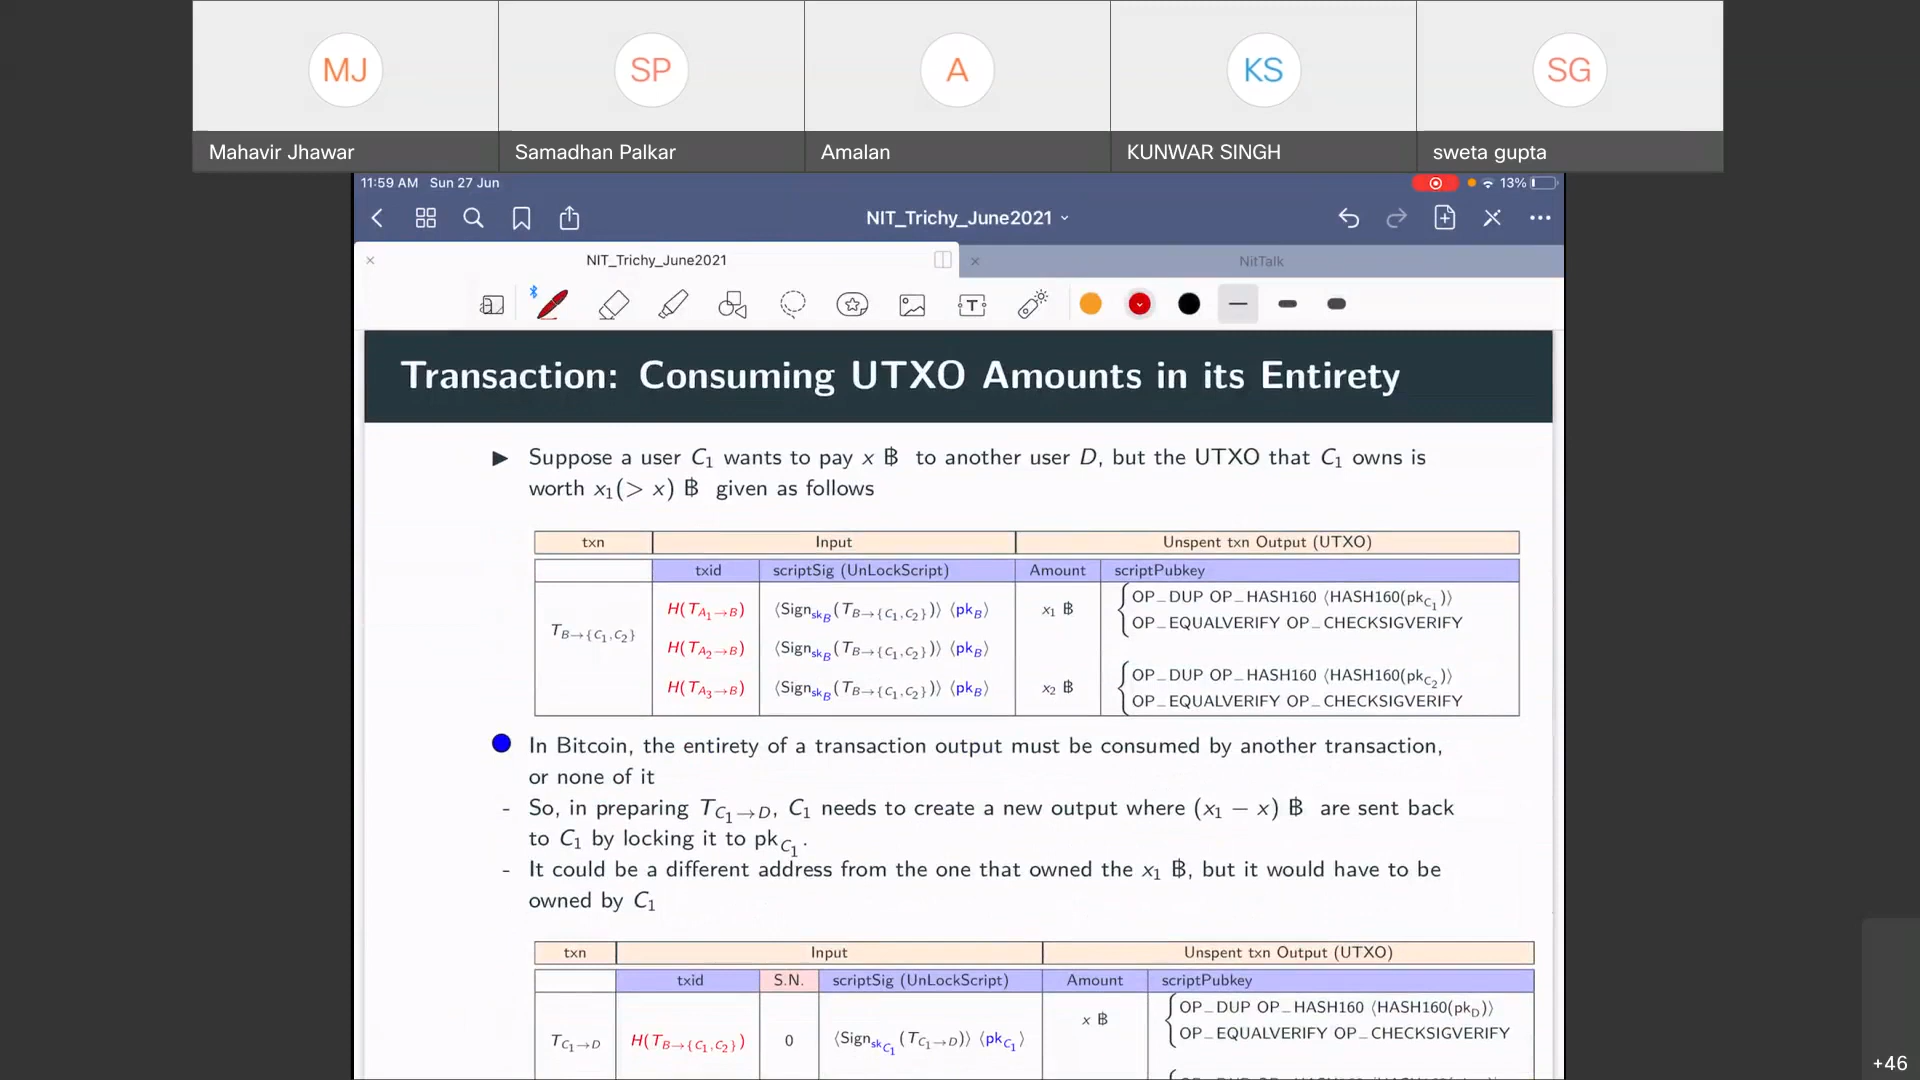 MJ SP A KS SG
Mahavir Jhawar Samadhan Palkar Amalan KUNWAR SINGH sweta gupta
11:59 AM Sun 27 Jun 13%
NIT_Trichy_June2021
NIT_Trichy_June2021 NitTalk
Transaction: Consuming UTXO Amounts in its Entirety
▶ Suppose a user C₁ wants to pay x ₿ to another user D, but the UTXO that C₁ owns is
worth x₁(> x) ₿ given as follows
txn Input Unspent txn Output (UTXO)
txid scriptSig (UnLockScript) Amount scriptPubkey
T_{B→{C₁,C₂}}
H(T_{A₁→B}) ⟨Sign_{sk_B}(T_{B→{C₁,C₂}})⟩ ⟨pk_B⟩ x₁ ₿ OP_DUP OP_HASH160 ⟨HASH160(pk_{C₁})⟩
OP_EQUALVERIFY OP_CHECKSIGVERIFY
H(T_{A₂→B}) ⟨Sign_{sk_B}(T_{B→{C₁,C₂}})⟩ ⟨pk_B⟩
H(T_{A₃→B}) ⟨Sign_{sk_B}(T_{B→{C₁,C₂}})⟩ ⟨pk_B⟩ x₂ ₿ OP_DUP OP_HASH160 ⟨HASH160(pk_{C₂})⟩
OP_EQUALVERIFY OP_CHECKSIGVERIFY
In Bitcoin, the entirety of a transaction output must be consumed by another transaction,
or none of it
- So, in preparing T_{C₁→D}, C₁ needs to create a new output where (x₁ − x) ₿ are sent back
to C₁ by locking it to pk_{C₁}.
- It could be a different address from the one that owned the x₁ ₿, but it would have to be
owned by C₁
txn Input Unspent txn Output (UTXO)
txid S.N. scriptSig (UnLockScript) Amount scriptPubkey
x ₿ OP_DUP OP_HASH160 ⟨HASH160(pk_D)⟩
OP_EQUALVERIFY OP_CHECKSIGVERIFY
T_{C₁→D} H(T_{B→{C₁,C₂}}) 0 ⟨Sign_{sk_{C₁}}(T_{C₁→D})⟩ ⟨pk_{C₁}⟩
+46